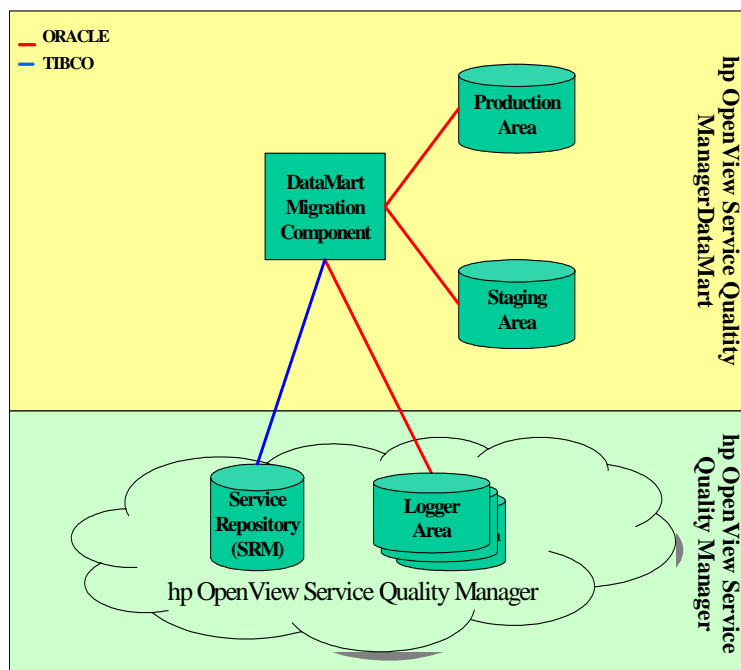 ORACLE
TIBCO
Production
Area
DataMart
Migration
Component
Staging
Area
hp OpenView Service Qualtity
ManagerDataMart
Service
Repository
(SRM)
Logger
Area
hp OpenView Service Quality Manager
hp OpenView Service
Quality Manager